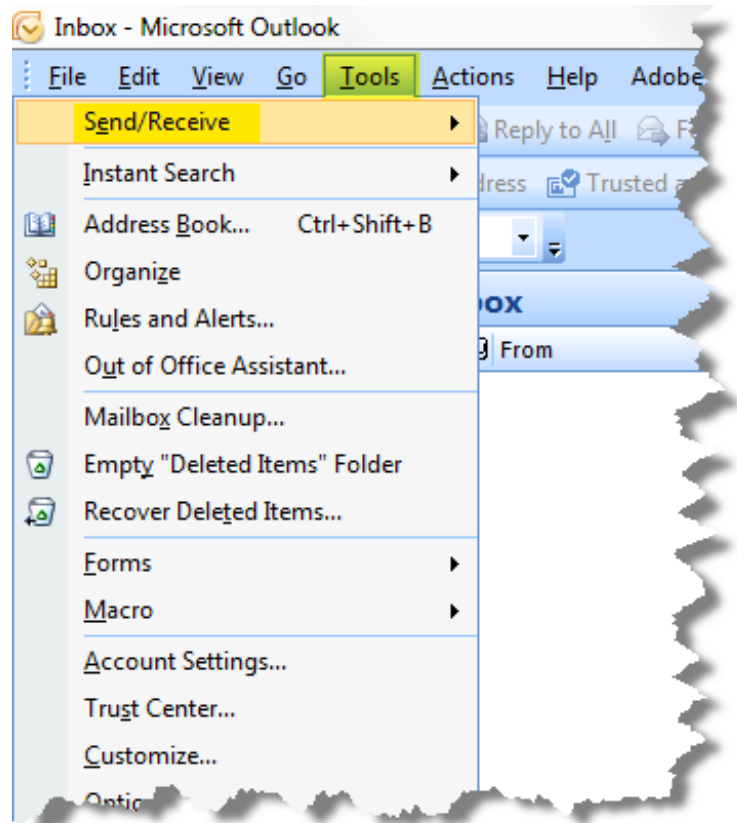 Inbox - Microsoft Outlook
File Edit View Go Tools Actions Help Adobe
Send/Receive
Reply to All
Instant Search
Trusted
Address Book... Ctrl+Shift+B
Organize
Rules and Alerts...
From
Out of Office Assistant...
Mailbox Cleanup...
Empty "Deleted Items" Folder
Recover Deleted Items...
Forms
Macro
Account Settings...
Trust Center...
Customize...